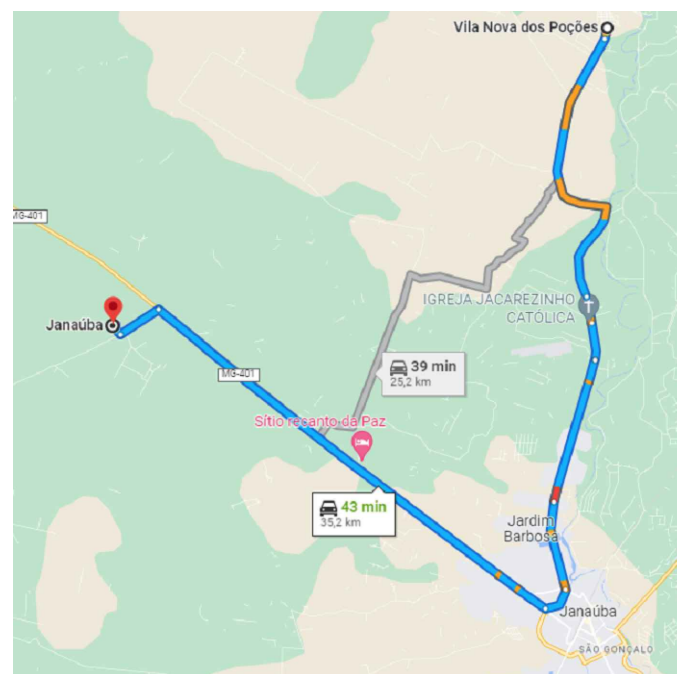 Vila Nova dos Poções
MG-401
IGREJA JACAREZINHO
CATÓLICA
Janaúba
39 min
25,2 km
MG-401
Sítio recanto da Paz
43 min
35,2 km
Jardim
Barbosa
Janaúba
SÃO GONÇALO